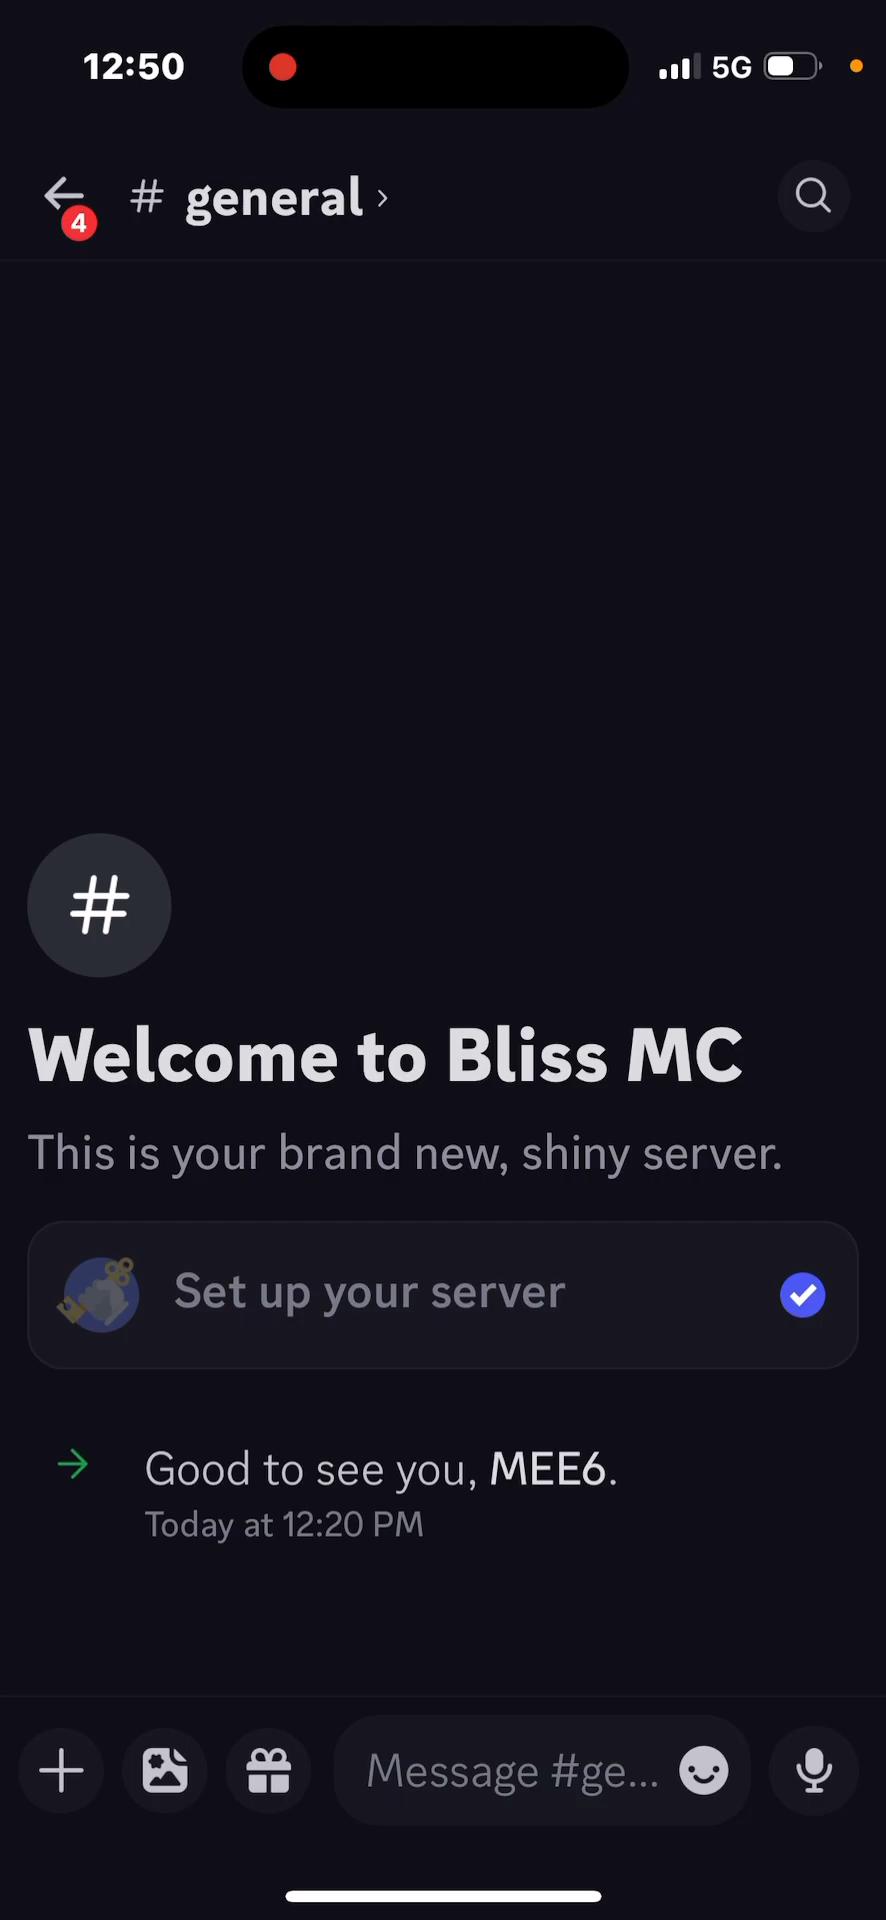 12:50
5G
4
# general ›
#
Welcome to Bliss MC
This is your brand new, shiny server.
Set up your server
Good to see you, MEE6.
Today at 12:20 PM
Message #ge...